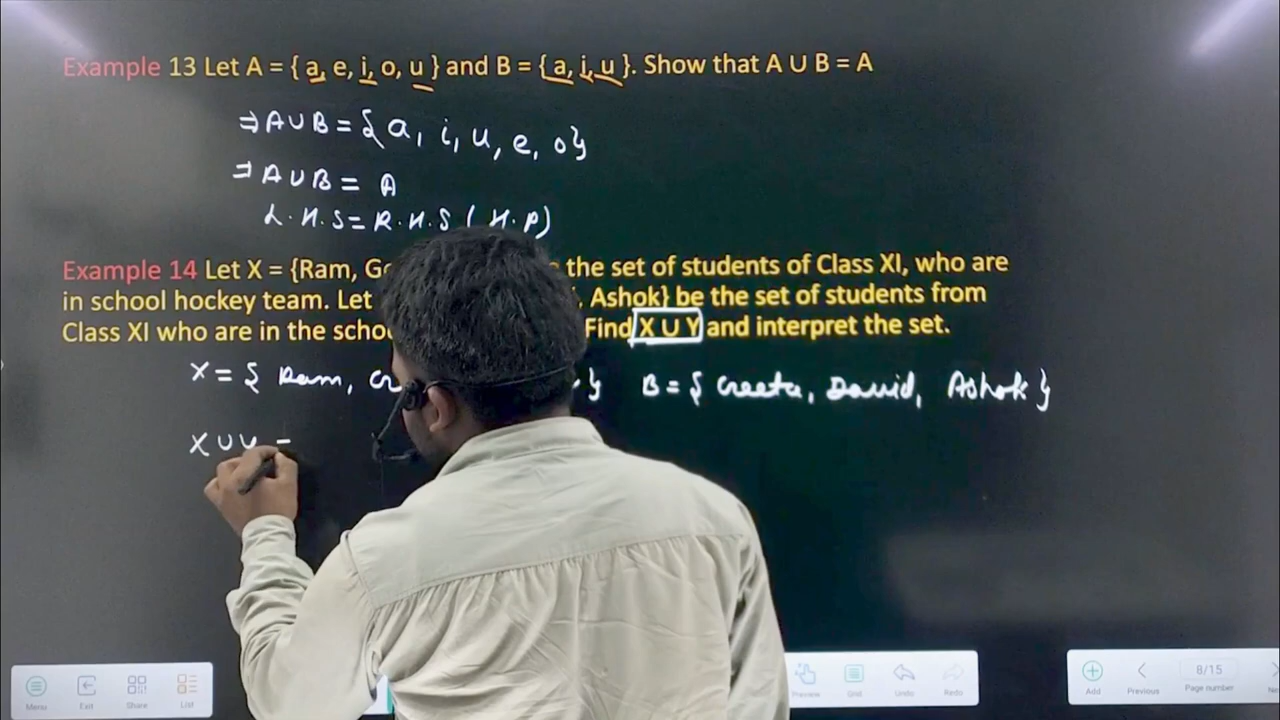 Example 13 Let A = { a, e, i, o, u } and B = { a, i, u }. Show that A ∪ B = A
⇒ A ∪ B = { a, i, u, e, o }
⇒ A ∪ B = A
L.H.S = R.H.S ( H.P)
Example 14 Let X = {Ram, the set of students of Class XI, who are
in school hockey team. Let Ashok} be the set of students from
Class XI who are in the Find X ∪ Y and interpret the set.
X = { Ram, } B = { Geeta, David, Ashok }
X ∪ Y =
Menu Exit Share List Preview Grid Undo Redo Add Previous 8/15 Page number